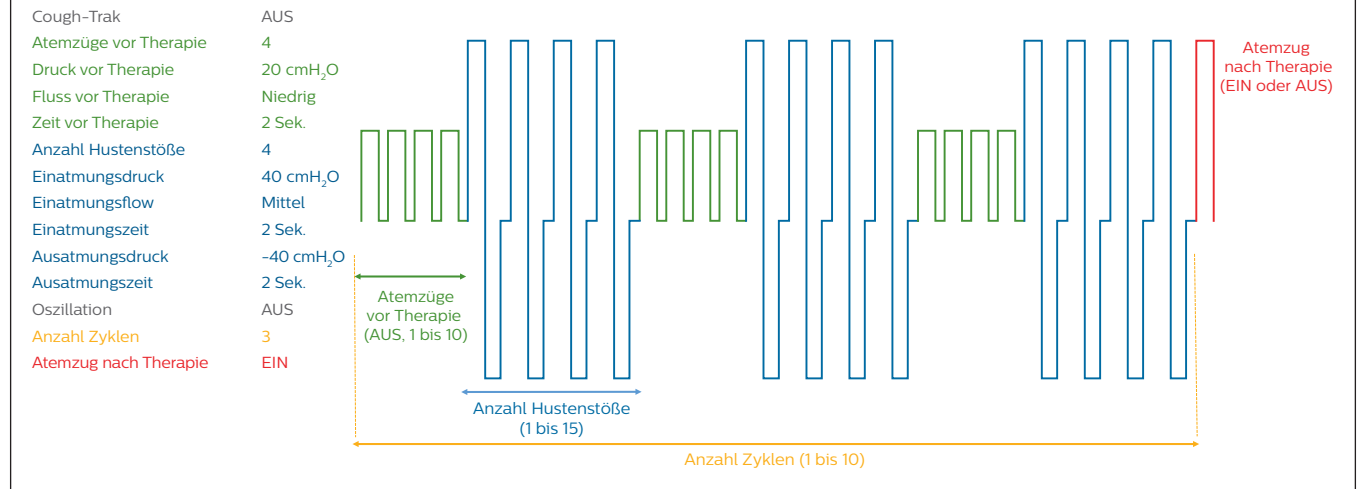 Cough-Trak AUS
Atemzüge vor Therapie 4
Druck vor Therapie 20 cmH₂O
Fluss vor Therapie Niedrig
Zeit vor Therapie 2 Sek.
Anzahl Hustenstöße 4
Einatmungsdruck 40 cmH₂O
Einatmungsflow Mittel
Einatmungszeit 2 Sek.
Ausatmungsdruck -40 cmH₂O
Ausatmungszeit 2 Sek.
Oszillation AUS
Anzahl Zyklen 3
Atemzug nach Therapie EIN
Atemzüge
vor Therapie
(AUS, 1 bis 10)
Anzahl Hustenstöße
(1 bis 15)
Anzahl Zyklen (1 bis 10)
Atemzug
nach Therapie
(EIN oder AUS)